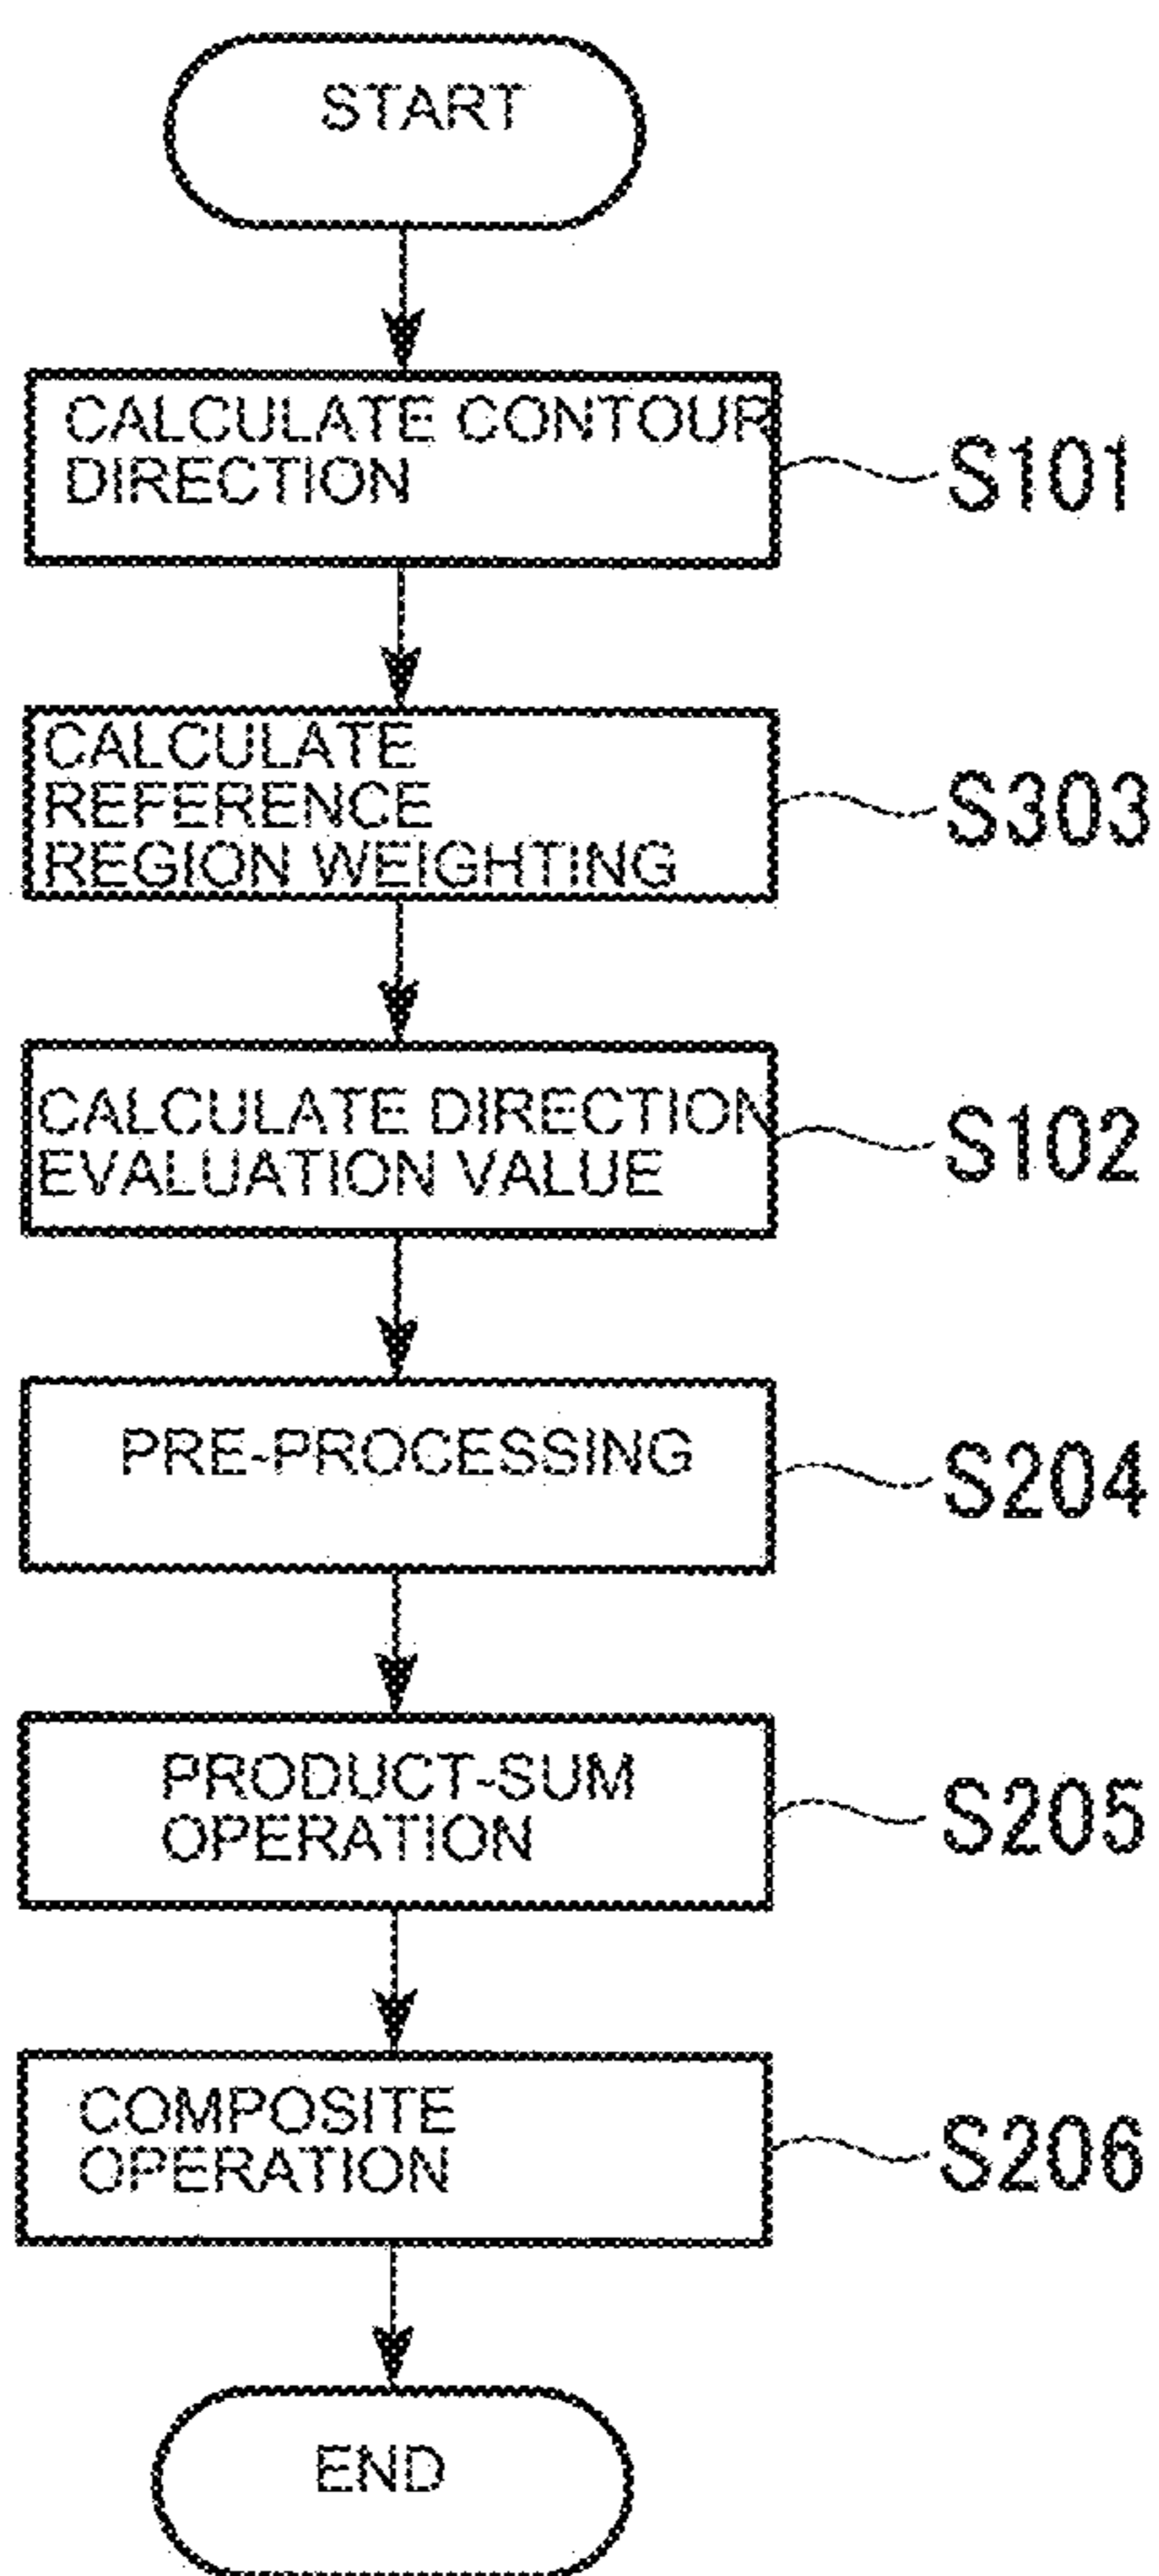 START
CALCULATE CONTOUR
DIRECTION
S101
CALCULATE
REFERENCE
REGION WEIGHTING
S303
CALCULATE DIRECTION
EVALUATION VALUE
S102
PRE-PROCESSING
S204
PRODUCT-SUM
OPERATION
S205
COMPOSITE
OPERATION
S206
END